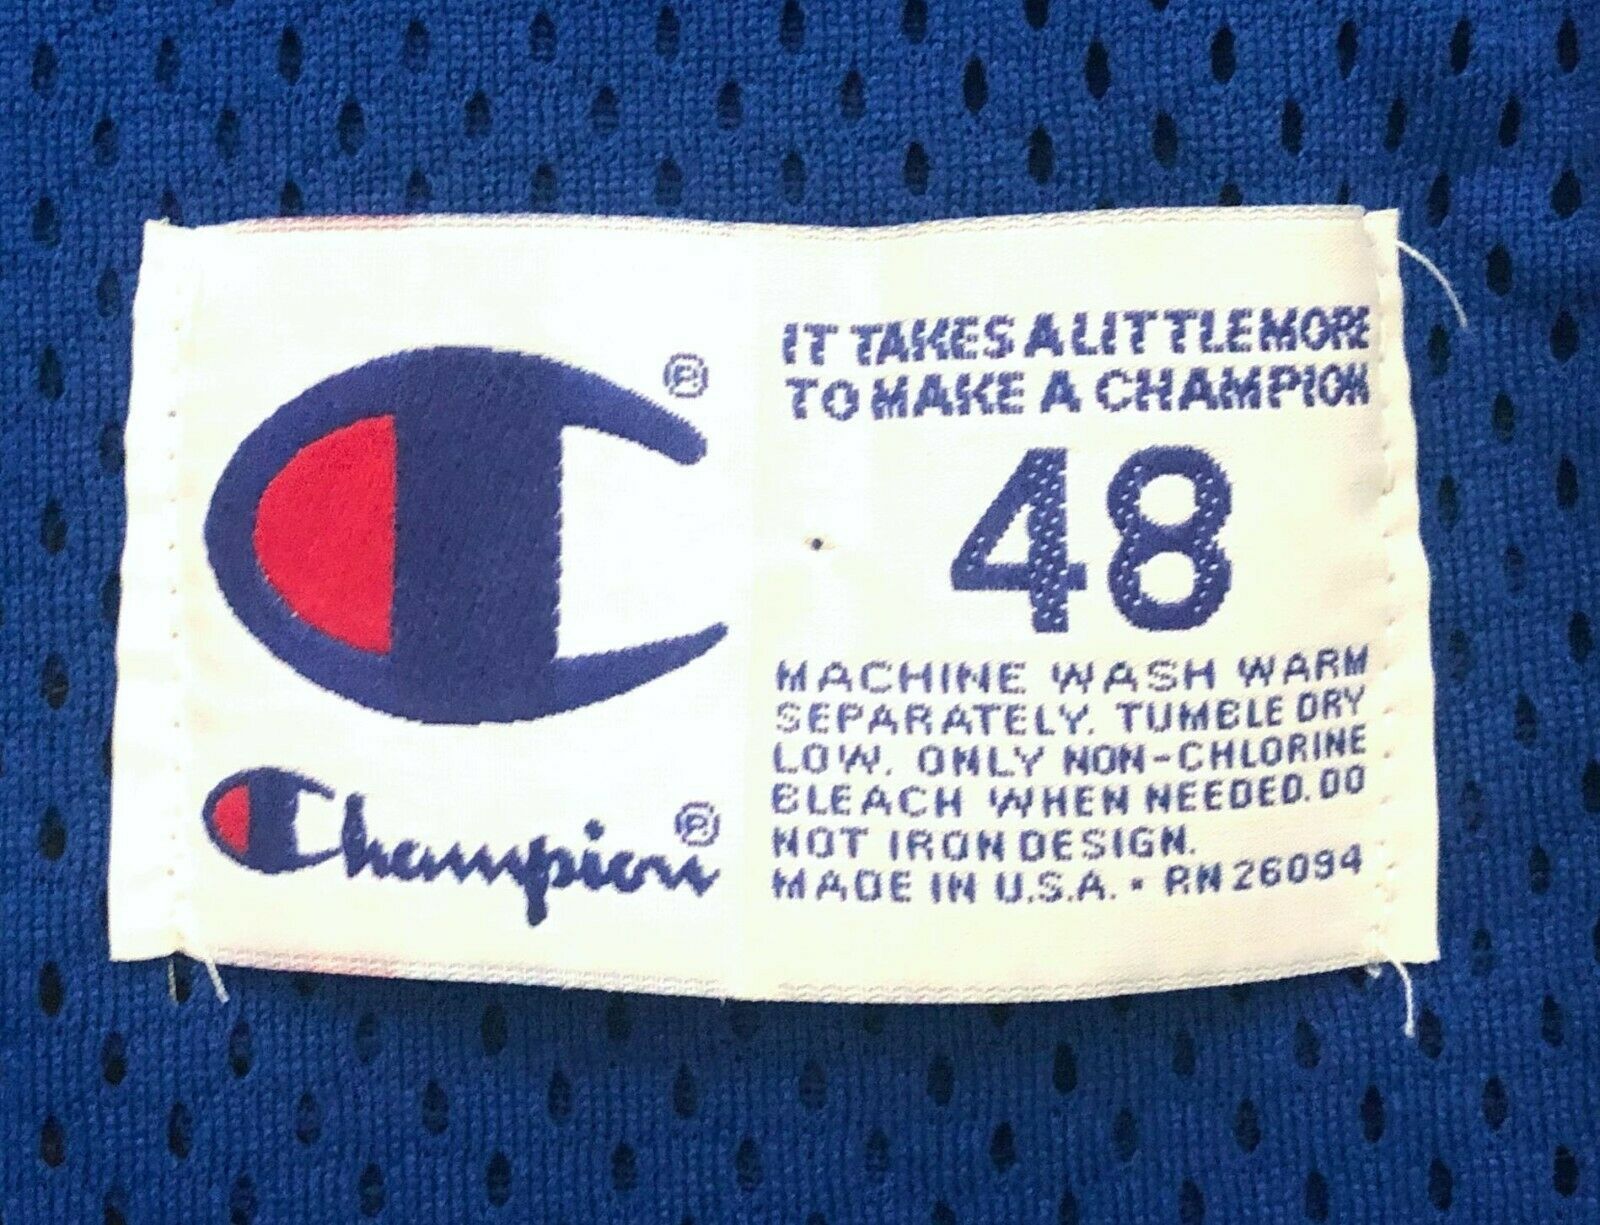 ®
Champion®
IT TAKES A LITTLE MORE
TO MAKE A CHAMPION
48
MACHINE WASH WARM
SEPARATELY. TUMBLE DRY
LOW. ONLY NON-CHLORINE
BLEACH WHEN NEEDED. DO
NOT IRON DESIGN.
MADE IN U.S.A. • RN 26094